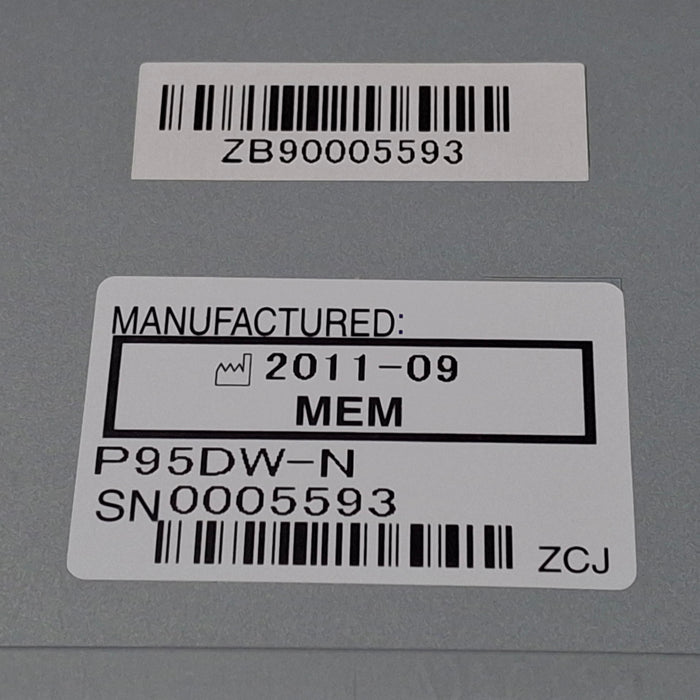 ZB90005593
MANUFACTURED:
2011-09
MEM
P95DW-N
SN0005593
ZCJ